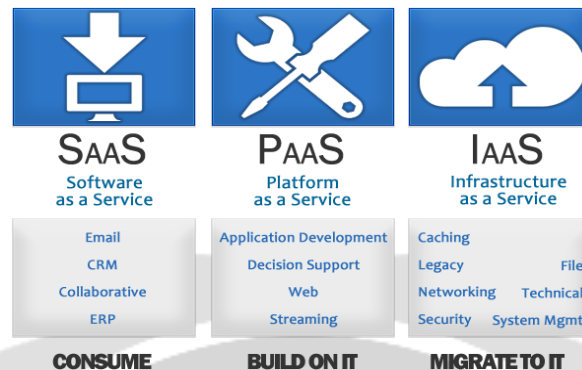 SaaS
Software
as a Service
Email
CRM
Collaborative
ERP
CONSUME
PaaS
Platform
as a Service
Application Development
Decision Support
Web
Streaming
BUILD ON IT
IaaS
Infrastructure
as a Service
Caching
Legacy File
Networking Technical
Security System Mgmt
MIGRATE TO IT